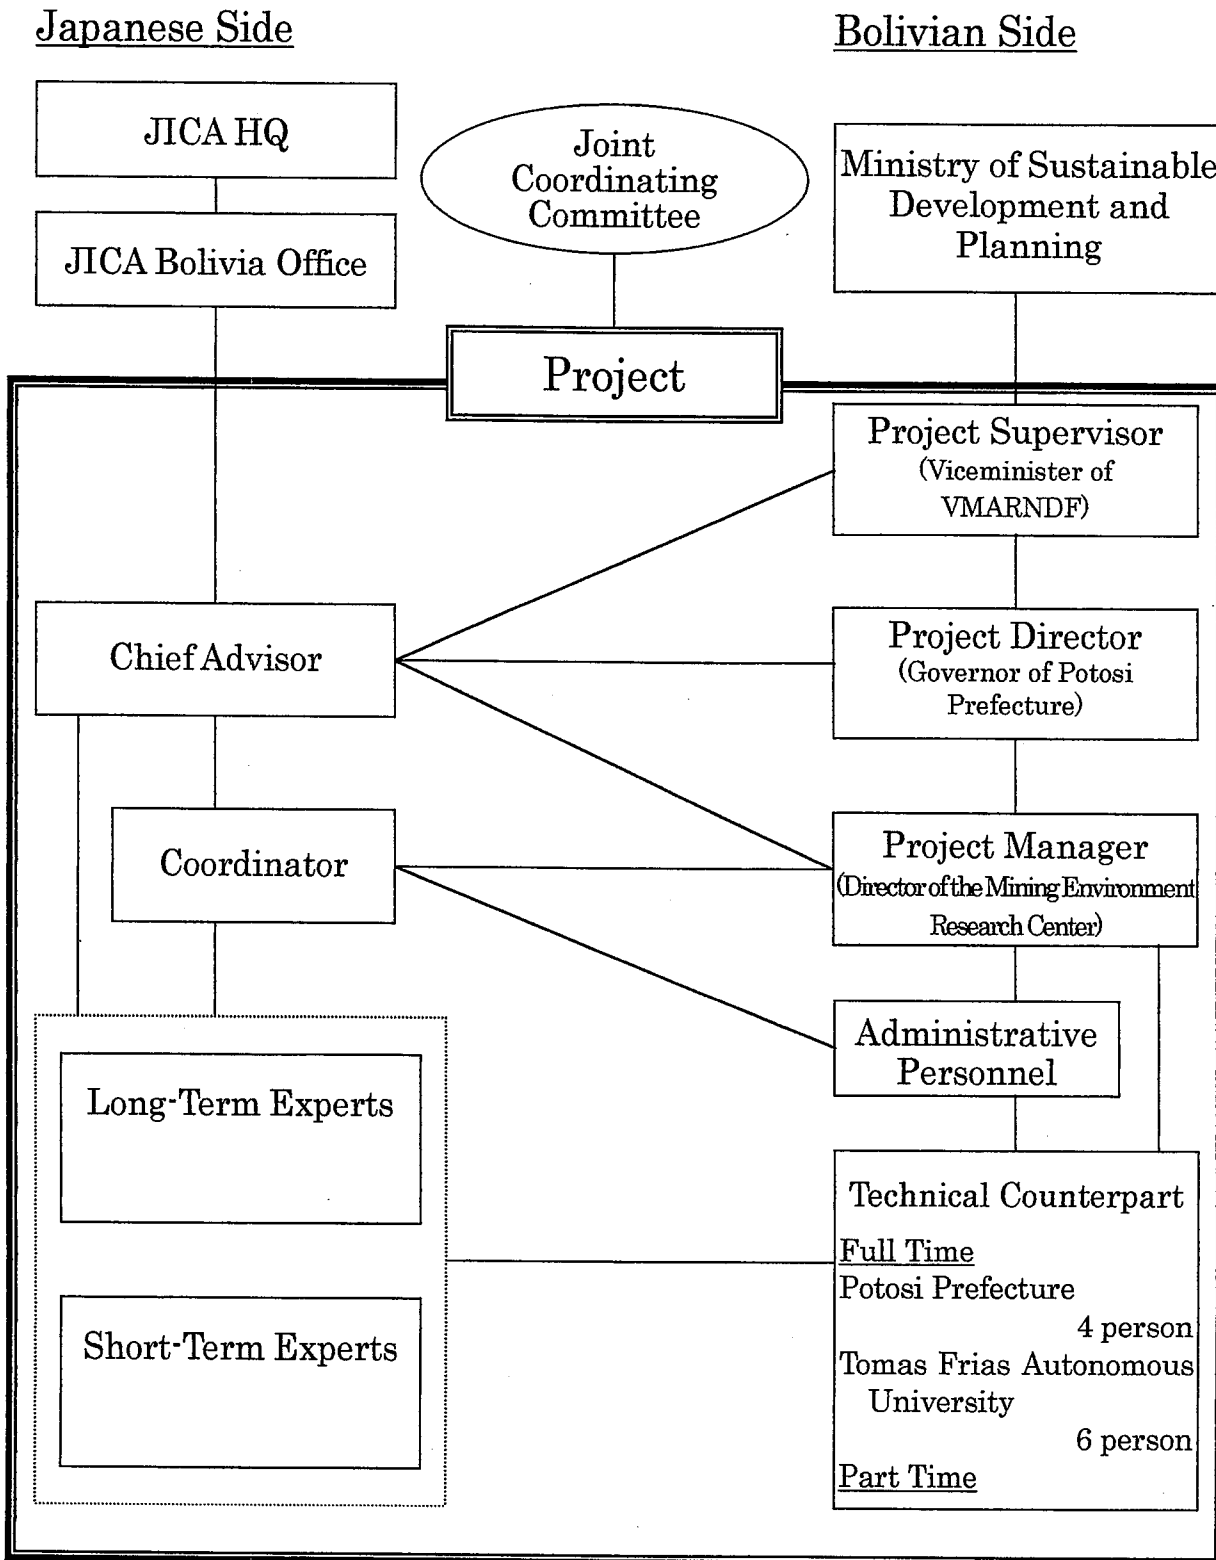 Japanese Side
Bolivian Side
JICA HQ
JICA Bolivia Office
Joint
Coordinating
Committee
Ministry of Sustainable
Development and
Planning
Project
Project Supervisor
(Viceminister of
VMARNDF)
Chief Advisor
Project Director
(Governor of Potosi
Prefecture)
Coordinator
Project Manager
(Director of the Mining Environment
Research Center)
Administrative
Personnel
Long-Term Experts
Short-Term Experts
Technical Counterpart
Full Time
Potosi Prefecture
4 person
Tomas Frias Autonomous
University
6 person
Part Time